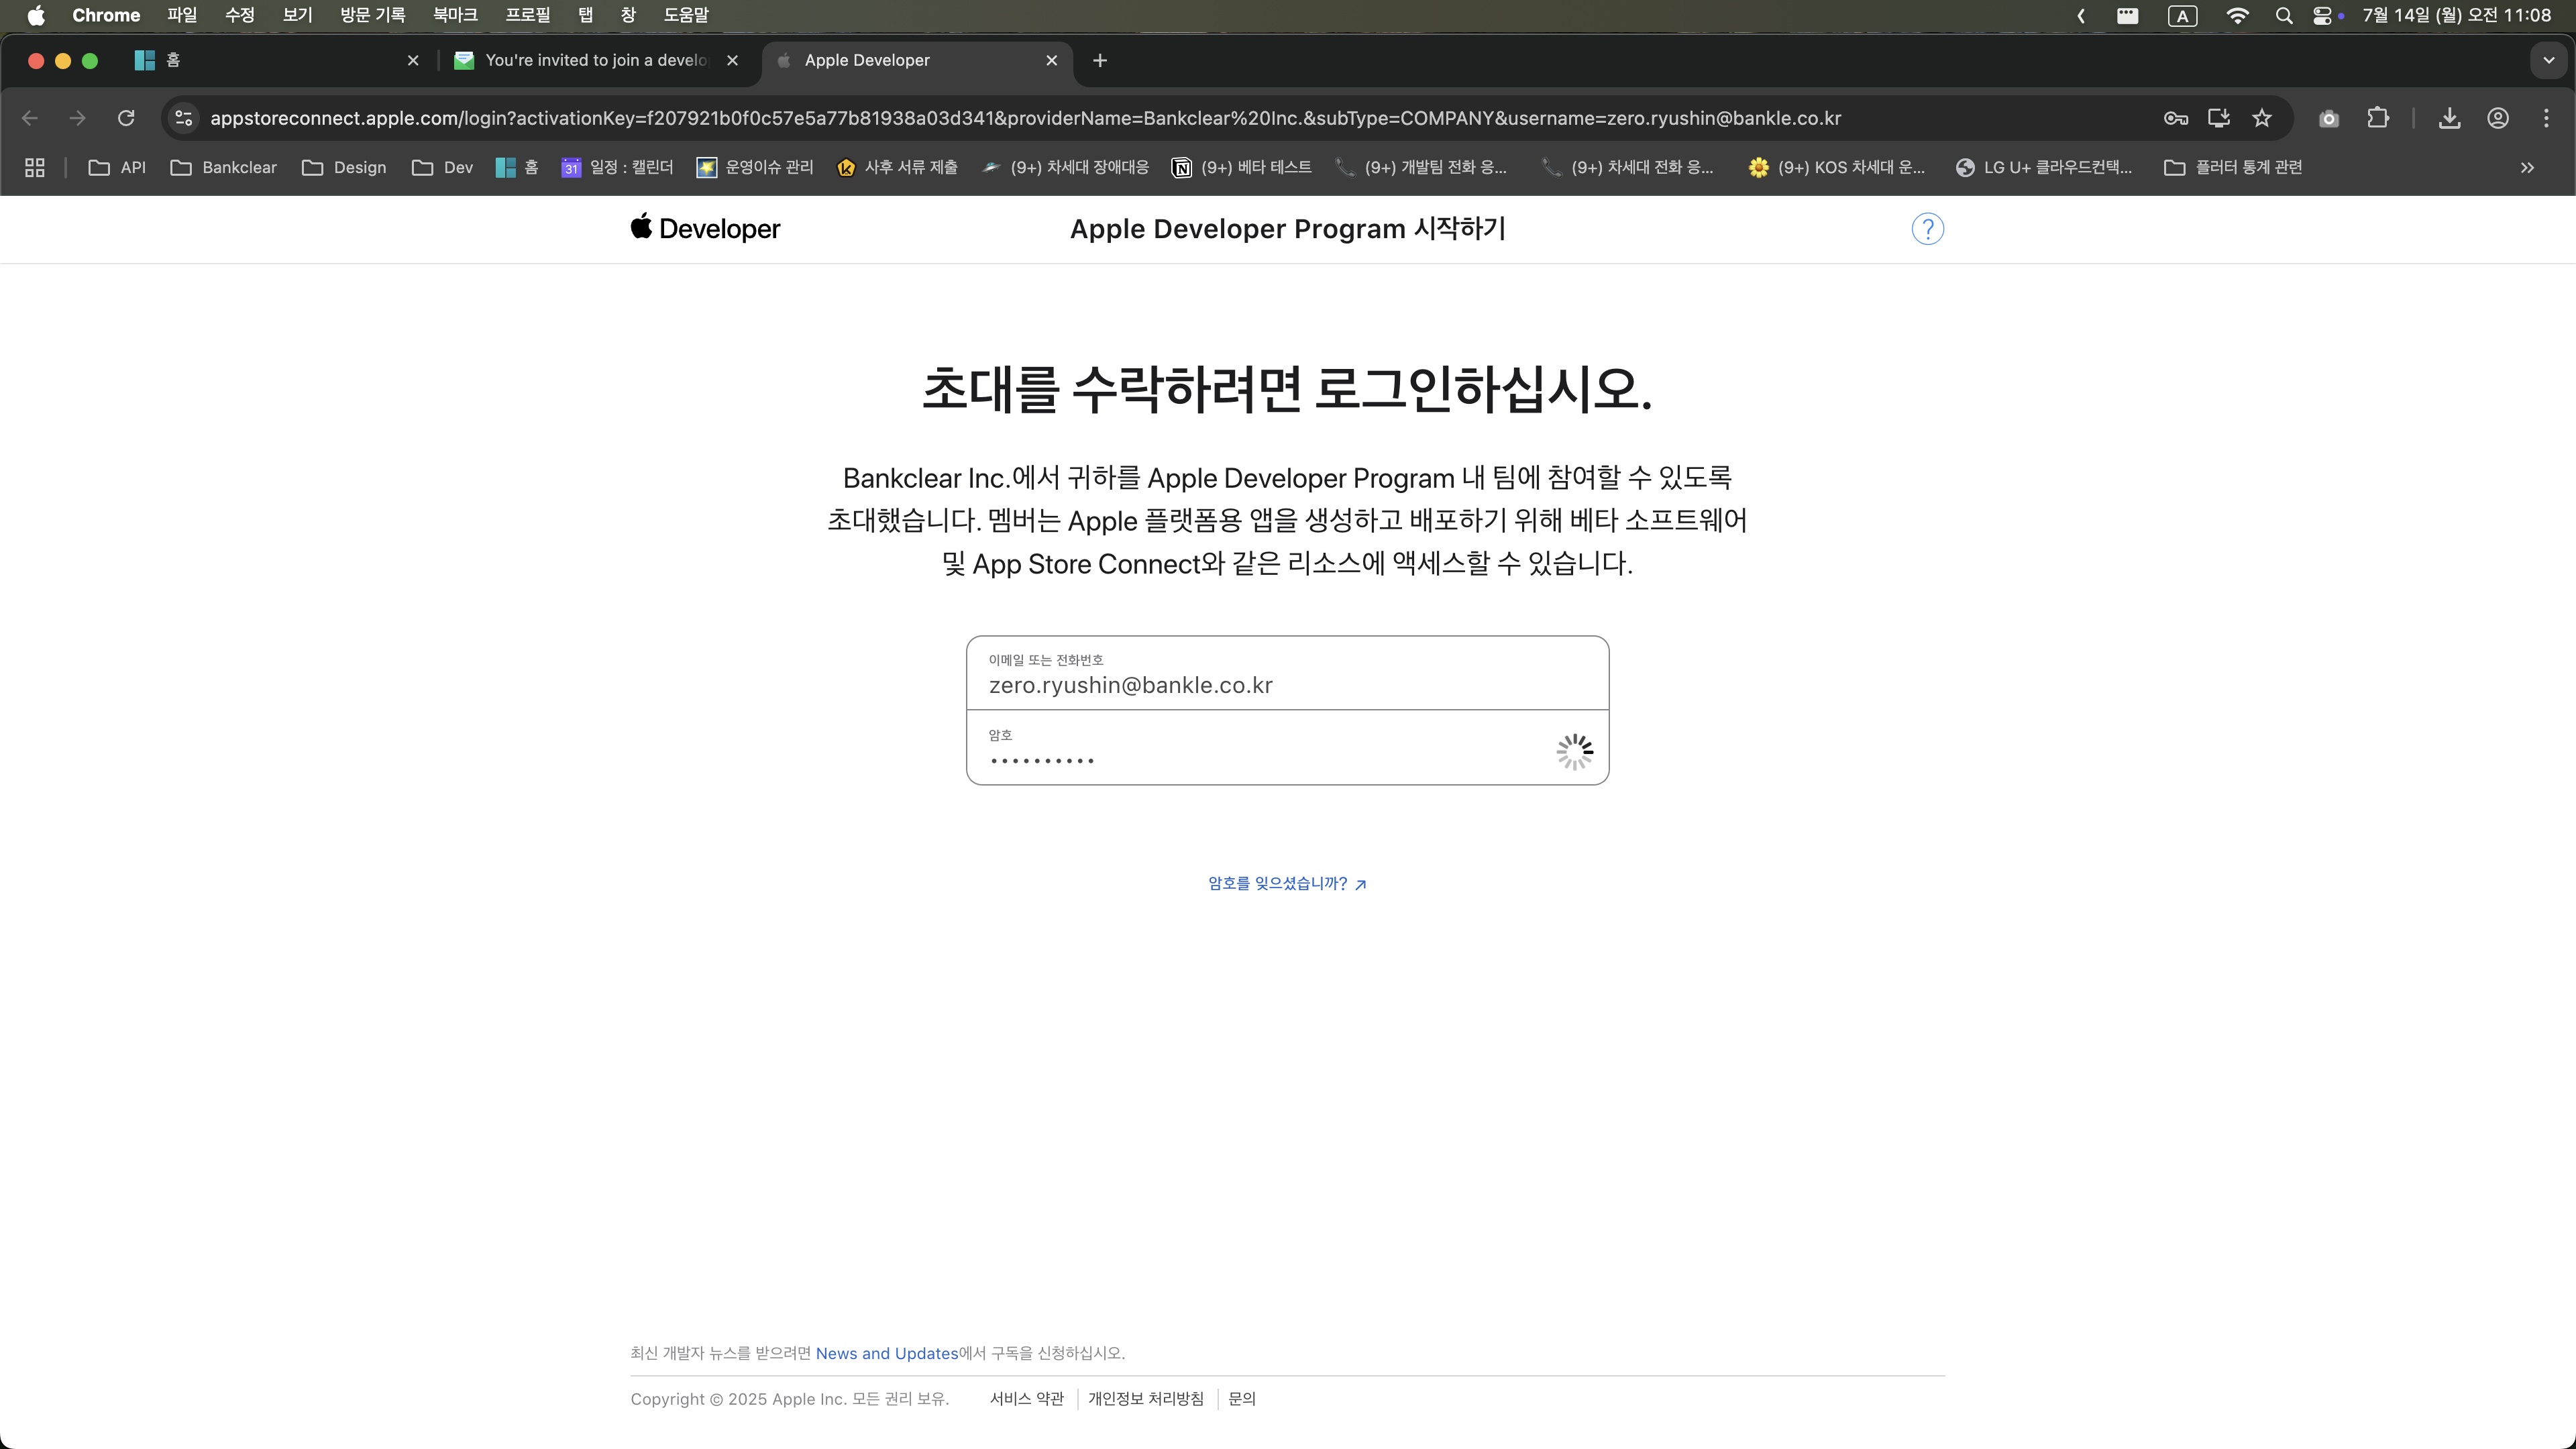 Chrome 파일 수정 보기 방문 기록 북마크 프로필 탭 창 도움말 A 7월 14일 (월) 오전 11:08
홈 You're invited to join a develo Apple Developer
appstoreconnect.apple.com/login?activationKey=f207921b0f0c57e5a77b81938a03d341&providerName=Bankclear%20Inc.&subType=COMPANY&username=zero.ryushin@bankle.co.kr
API Bankclear Design Dev 홈 31 일정 : 캘린더 운영이슈 관리 사후 서류 제출 (9+) 차세대 장애대응 (9+) 베타 테스트 (9+) 개발팀 전화 응... (9+) 차세대 전화 응... (9+) KOS 차세대 운... LG U+ 클라우드컨택... 플러터 통계 관련
Developer Apple Developer Program 시작하기 ?
초대를 수락하려면 로그인하십시오.
Bankclear Inc.에서 귀하를 Apple Developer Program 내 팀에 참여할 수 있도록
초대했습니다. 멤버는 Apple 플랫폼용 앱을 생성하고 배포하기 위해 베타 소프트웨어
및 App Store Connect와 같은 리소스에 액세스할 수 있습니다.
이메일 또는 전화번호
zero.ryushin@bankle.co.kr
암호
••••••••••
암호를 잊으셨습니까? ↗
최신 개발자 뉴스를 받으려면 News and Updates에서 구독을 신청하십시오.
Copyright © 2025 Apple Inc. 모든 권리 보유. 서비스 약관 개인정보 처리방침 문의